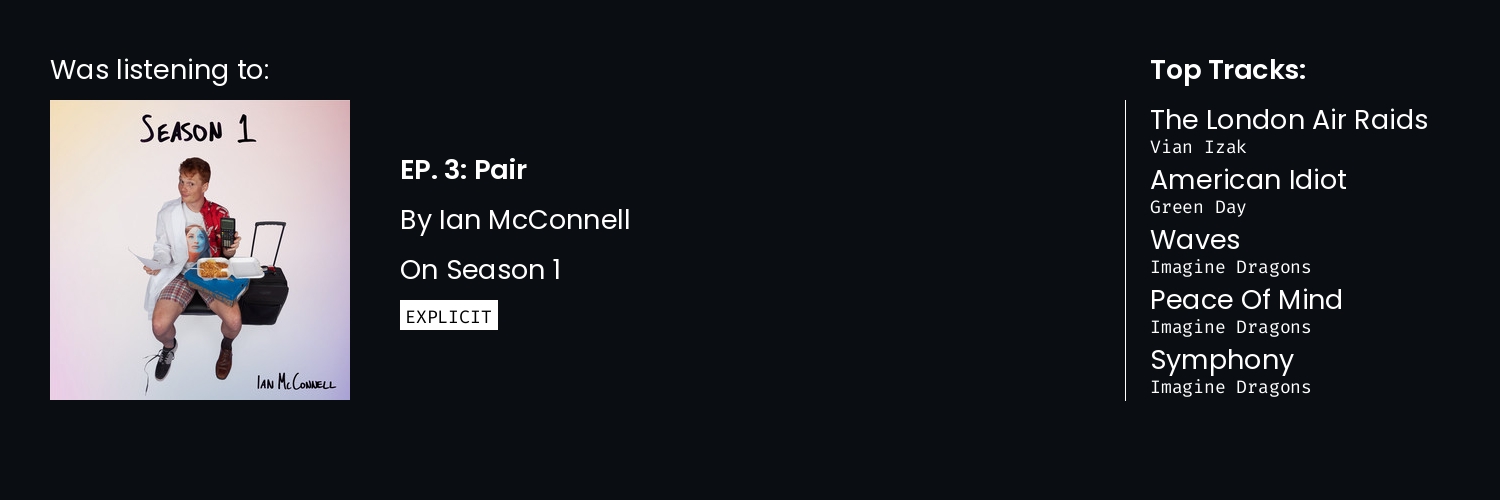 Was listening to:
SEASON 1
IAN MCCONNELL
EP. 3: Pair
By Ian McConnell
On Season 1
EXPLICIT
Top Tracks:
The London Air Raids
Vian Izak
American Idiot
Green Day
Waves
Imagine Dragons
Peace Of Mind
Imagine Dragons
Symphony
Imagine Dragons